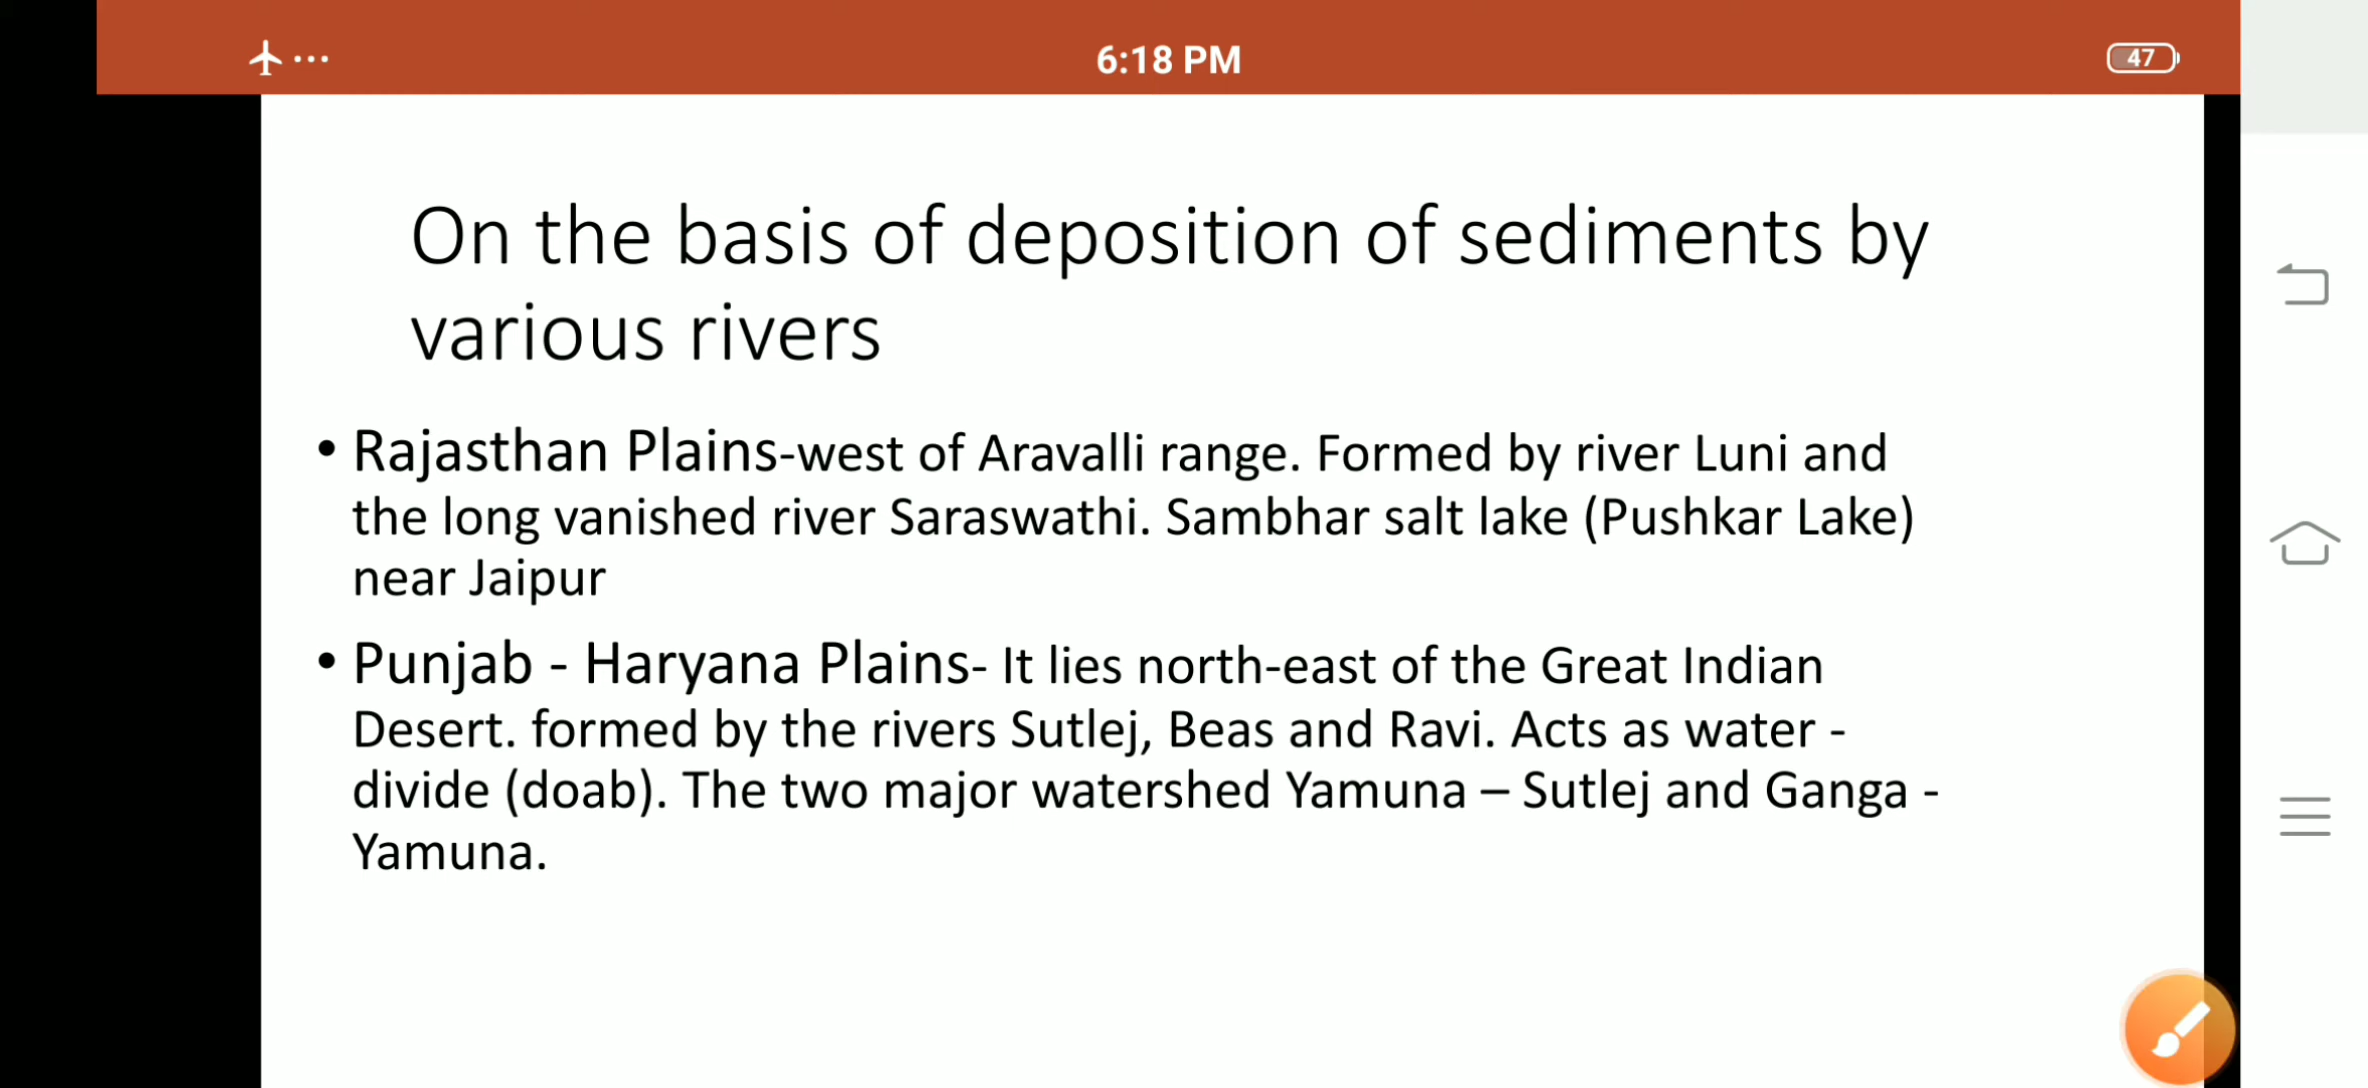 6:18 PM
47
On the basis of deposition of sediments by
various rivers
• Rajasthan Plains-west of Aravalli range. Formed by river Luni and
the long vanished river Saraswathi. Sambhar salt lake (Pushkar Lake)
near Jaipur
• Punjab - Haryana Plains- It lies north-east of the Great Indian
Desert. formed by the rivers Sutlej, Beas and Ravi. Acts as water -
divide (doab). The two major watershed Yamuna – Sutlej and Ganga -
Yamuna.